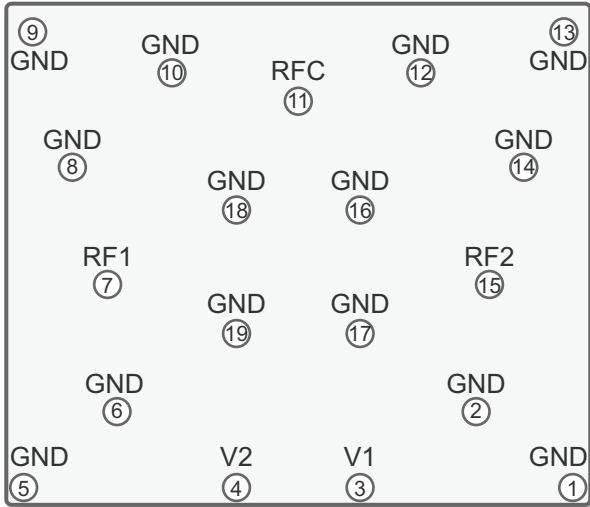 9 13
GND GND GND GND
10 RFC 12
11
GND GND
8 14
GND GND
18 16
RF1 RF2
7 15
GND GND
19 17
GND GND
6 2
GND V2 V1 GND
5 4 3 1